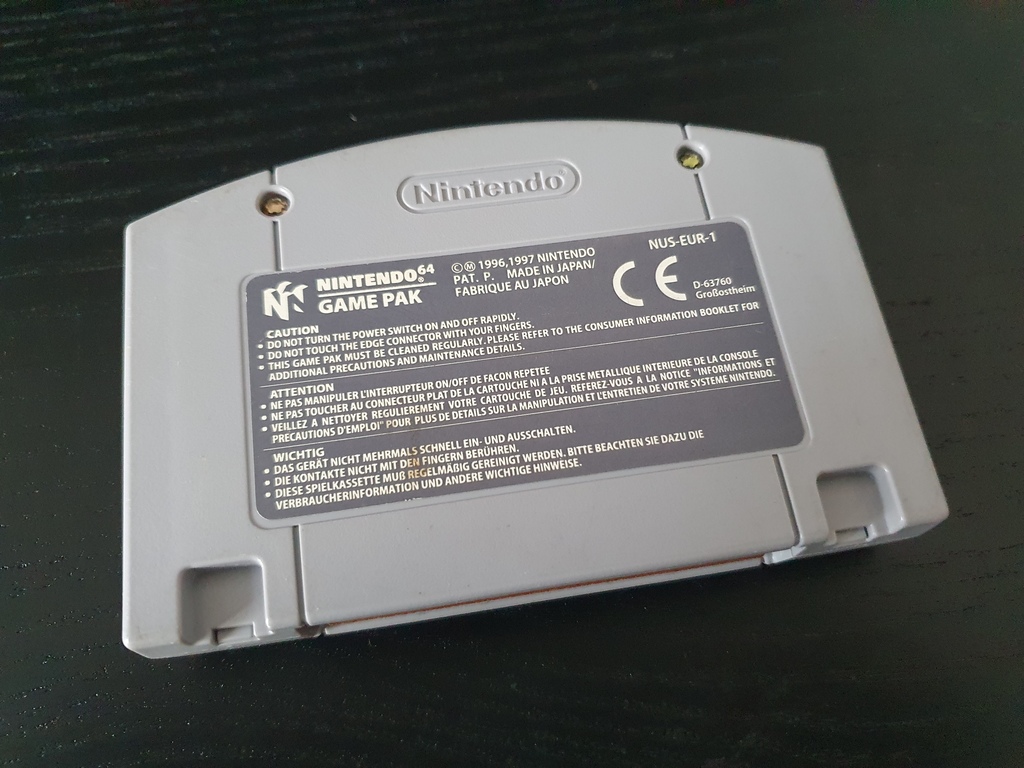 Nintendo®
NINTENDO®64
GAME PAK
©Ⓜ 1996,1997 NINTENDO
PAT. P. MADE IN JAPAN/
FABRIQUE AU JAPON
NUS-EUR-1
CE
D-63760
Großostheim
CAUTION
• DO NOT TURN THE POWER SWITCH ON AND OFF RAPIDLY.
• DO NOT TOUCH THE EDGE CONNECTOR WITH YOUR FINGERS.
• THIS GAME PAK MUST BE CLEANED REGULARLY. PLEASE REFER TO THE CONSUMER INFORMATION BOOKLET FOR
ADDITIONAL PRECAUTIONS AND MAINTENANCE DETAILS.
ATTENTION
• NE PAS MANIPULER L'INTERRUPTEUR ON/OFF DE FACON REPETEE
• NE PAS TOUCHER AU CONNECTEUR PLAT DE LA CARTOUCHE NI A LA PRISE METALLIQUE INTERIEURE DE LA CONSOLE
• VEILLEZ A NETTOYER REGULIEREMENT VOTRE CARTOUCHE DE JEU. REFEREZ-VOUS A LA NOTICE "INFORMATIONS ET
PRECAUTIONS D'EMPLOI" POUR PLUS DE DETAILS SUR LA MANIPULATION ET L'ENTRETIEN DE VOTRE SYSTEME NINTENDO.
WICHTIG
• DAS GERÄT NICHT MEHRMALS SCHNELL EIN- UND AUSSCHALTEN.
• DIE KONTAKTE NICHT MIT DEN FINGERN BERÜHREN.
• DIESE SPIELKASSETTE MUß REGELMÄßIG GEREINIGT WERDEN. BITTE BEACHTEN SIE DAZU DIE
VERBRAUCHERINFORMATION UND ANDERE WICHTIGE HINWEISE.